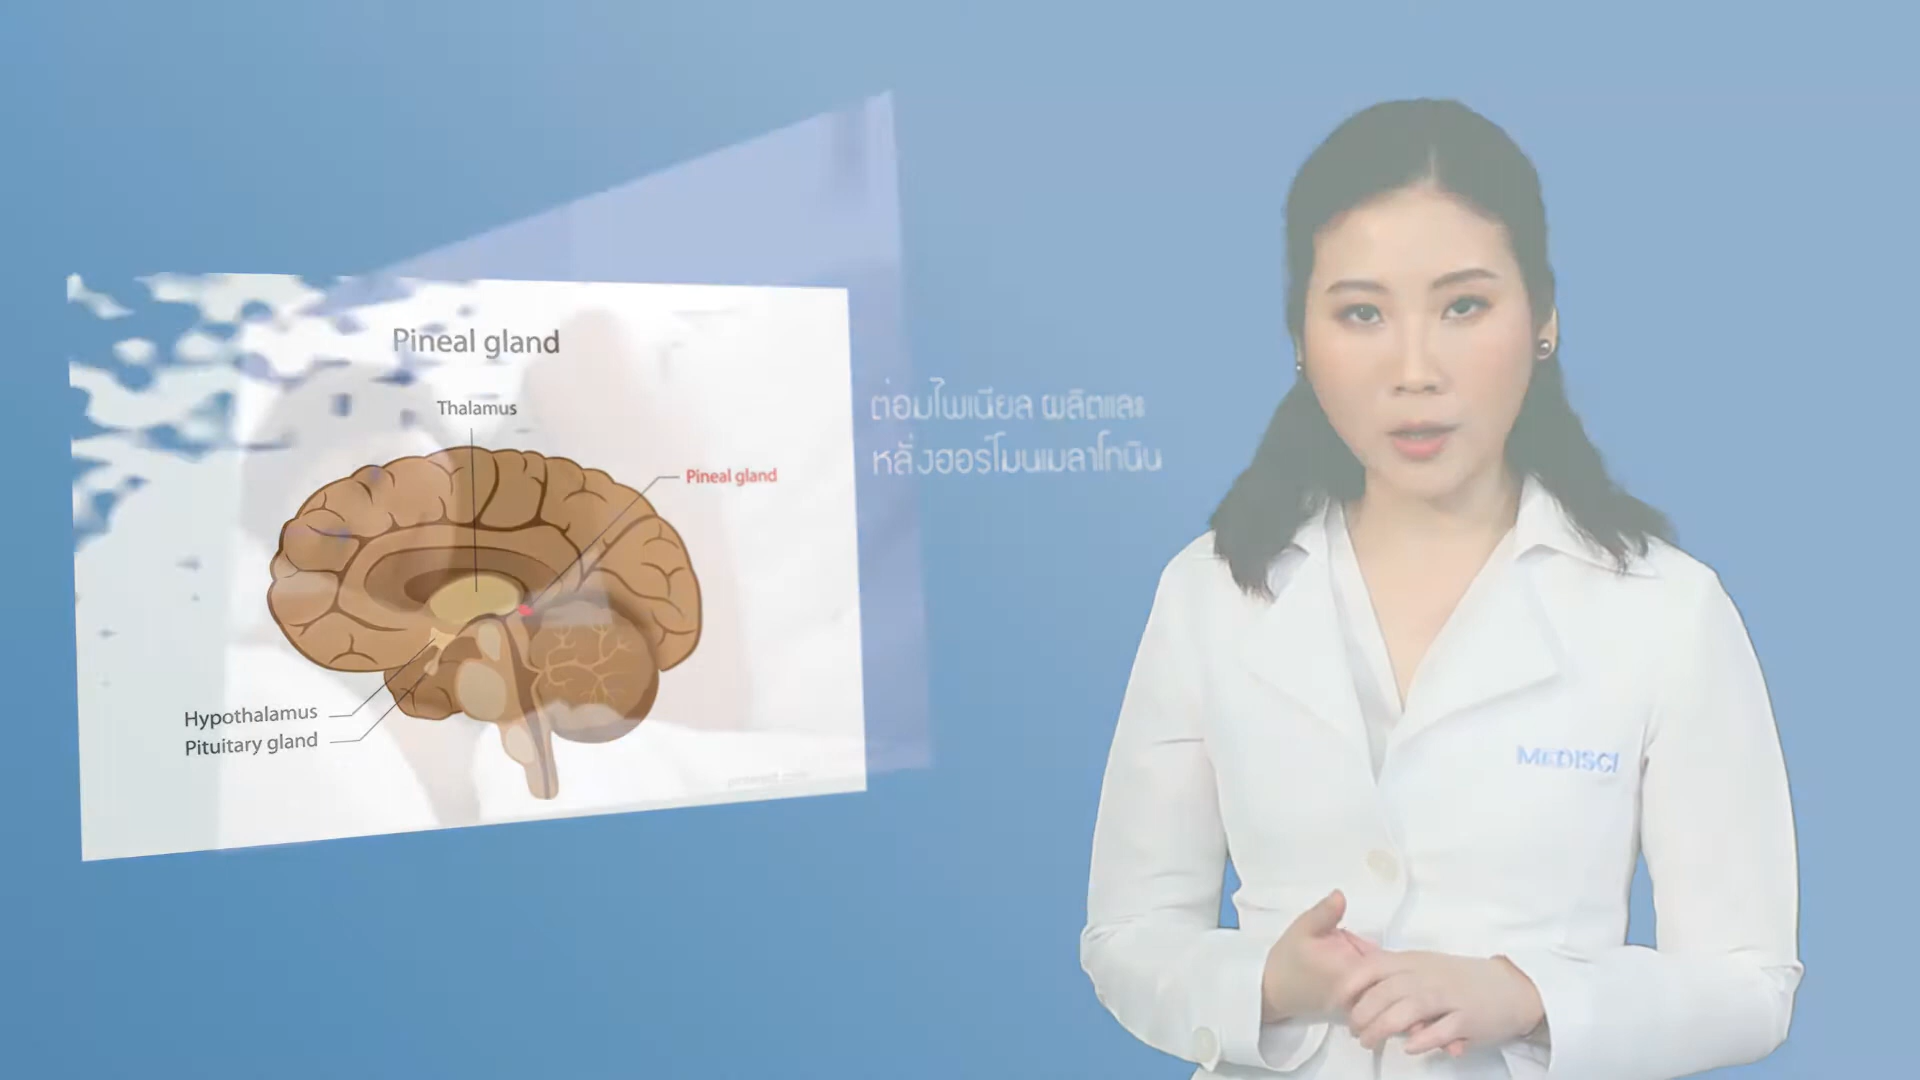 Pineal gland
Thalamus
Pineal gland
Hypothalamus
Pituitary gland
ต่อมไพเนียล ผลิตและ
หลั่งฮอร์โมนเมลาโทนิน
MEDISCI